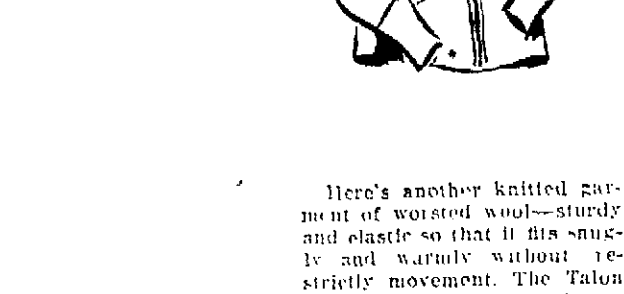 Here's another knitted gar-
ment of worsted wool—sturdy
and elastic so that it fits snug-
ly and warmly without re-
strictly movement. The Talon